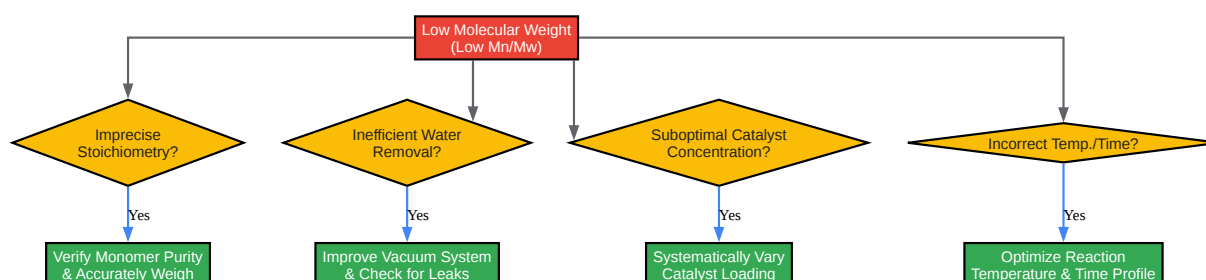 Low Molecular Weight
(Low Mn/Mw)
Imprecise
Stoichiometry?
Inefficient Water
Removal?
Suboptimal Catalyst
Concentration?
Incorrect Temp./Time?
Yes
Yes
Yes
Yes
Verify Monomer Purity
& Accurately Weigh
Improve Vacuum System
& Check for Leaks
Systematically Vary
Catalyst Loading
Optimize Reaction
Temperature & Time Profile